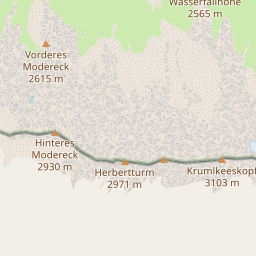 Wasserfallhöhe
2565 m
Vorderes
Modereck
2615 m
Hinteres
Modereck
2930 m
Herbertturm
2971 m
Krumlkeeskopf
3103 m